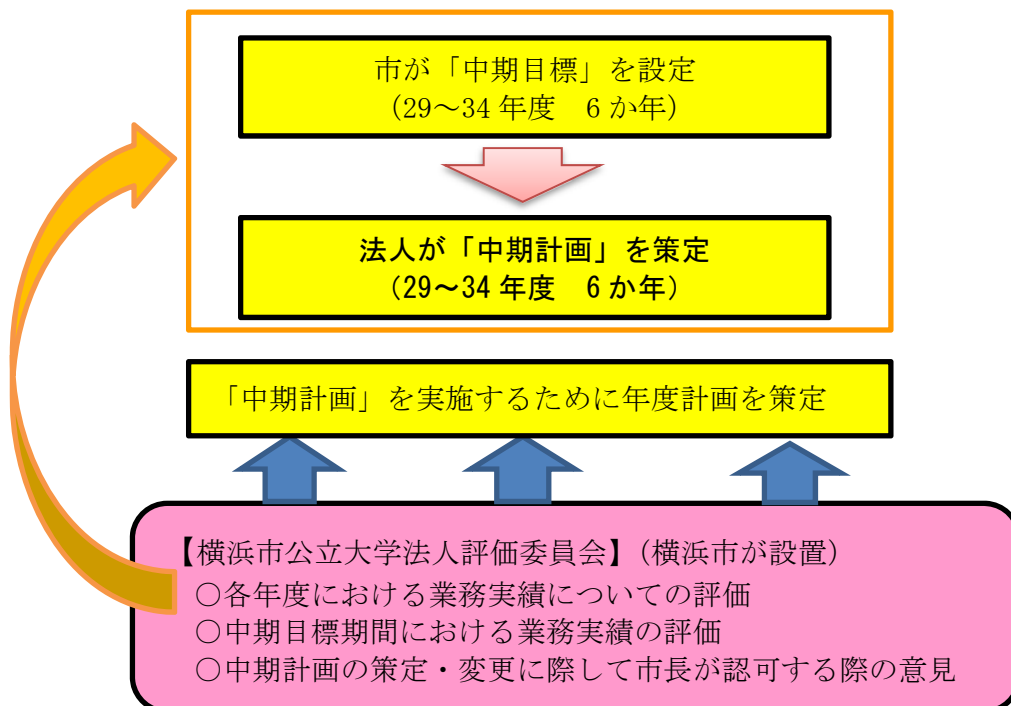 市が「中期目標」を設定
（29～34 年度　6 か年）
法人が「中期計画」を策定
（29～34 年度　6 か年）
「中期計画」を実施するために年度計画を策定
【横浜市公立大学法人評価委員会】（横浜市が設置）
○各年度における業務実績についての評価
○中期目標期間における業務実績の評価
○中期計画の策定・変更に際して市長が認可する際の意見